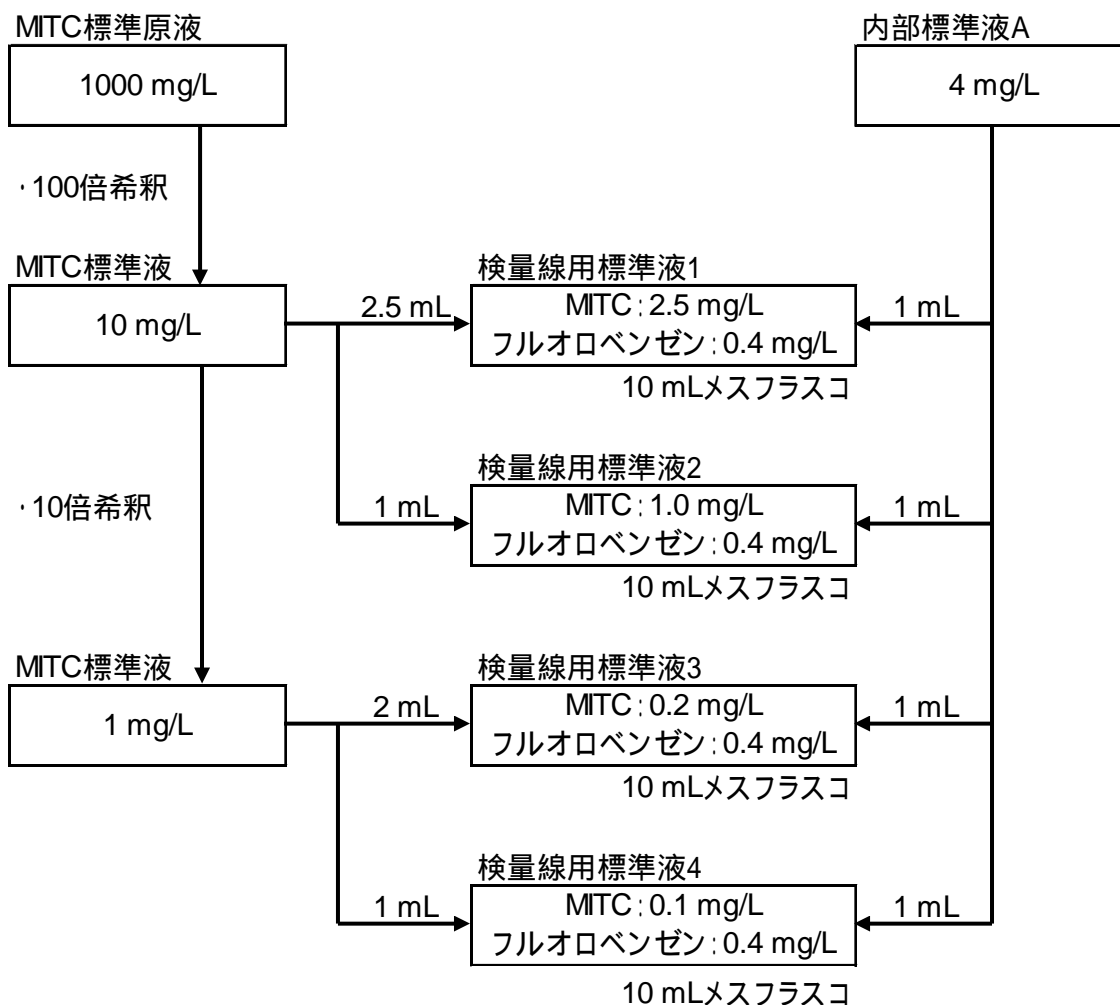 MITC標準原液
内部標準液A
1000 mg/L
4 mg/L
・100倍希釈
MITC標準液
検量線用標準液1
10 mg/L
2.5 mL
MITC:2.5 mg/L
フルオロベンゼン:0.4 mg/L
1 mL
10 mLメスフラスコ
検量線用標準液2
・10倍希釈
1 mL
MITC:1.0 mg/L
フルオロベンゼン:0.4 mg/L
1 mL
10 mLメスフラスコ
MITC標準液
検量線用標準液3
1 mg/L
2 mL
MITC:0.2 mg/L
フルオロベンゼン:0.4 mg/L
1 mL
10 mLメスフラスコ
検量線用標準液4
1 mL
MITC:0.1 mg/L
フルオロベンゼン:0.4 mg/L
1 mL
10 mLメスフラスコ